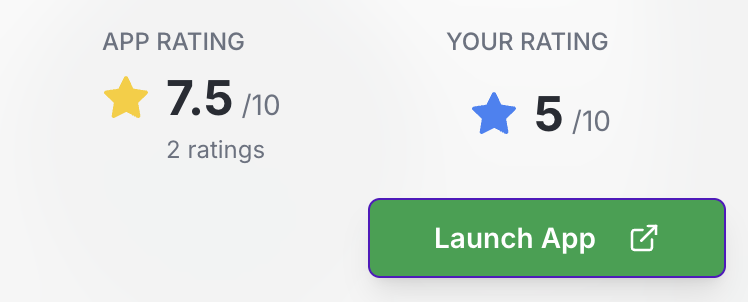 APP RATING
YOUR RATING
7.5 /10
5 /10
2 ratings
Launch App